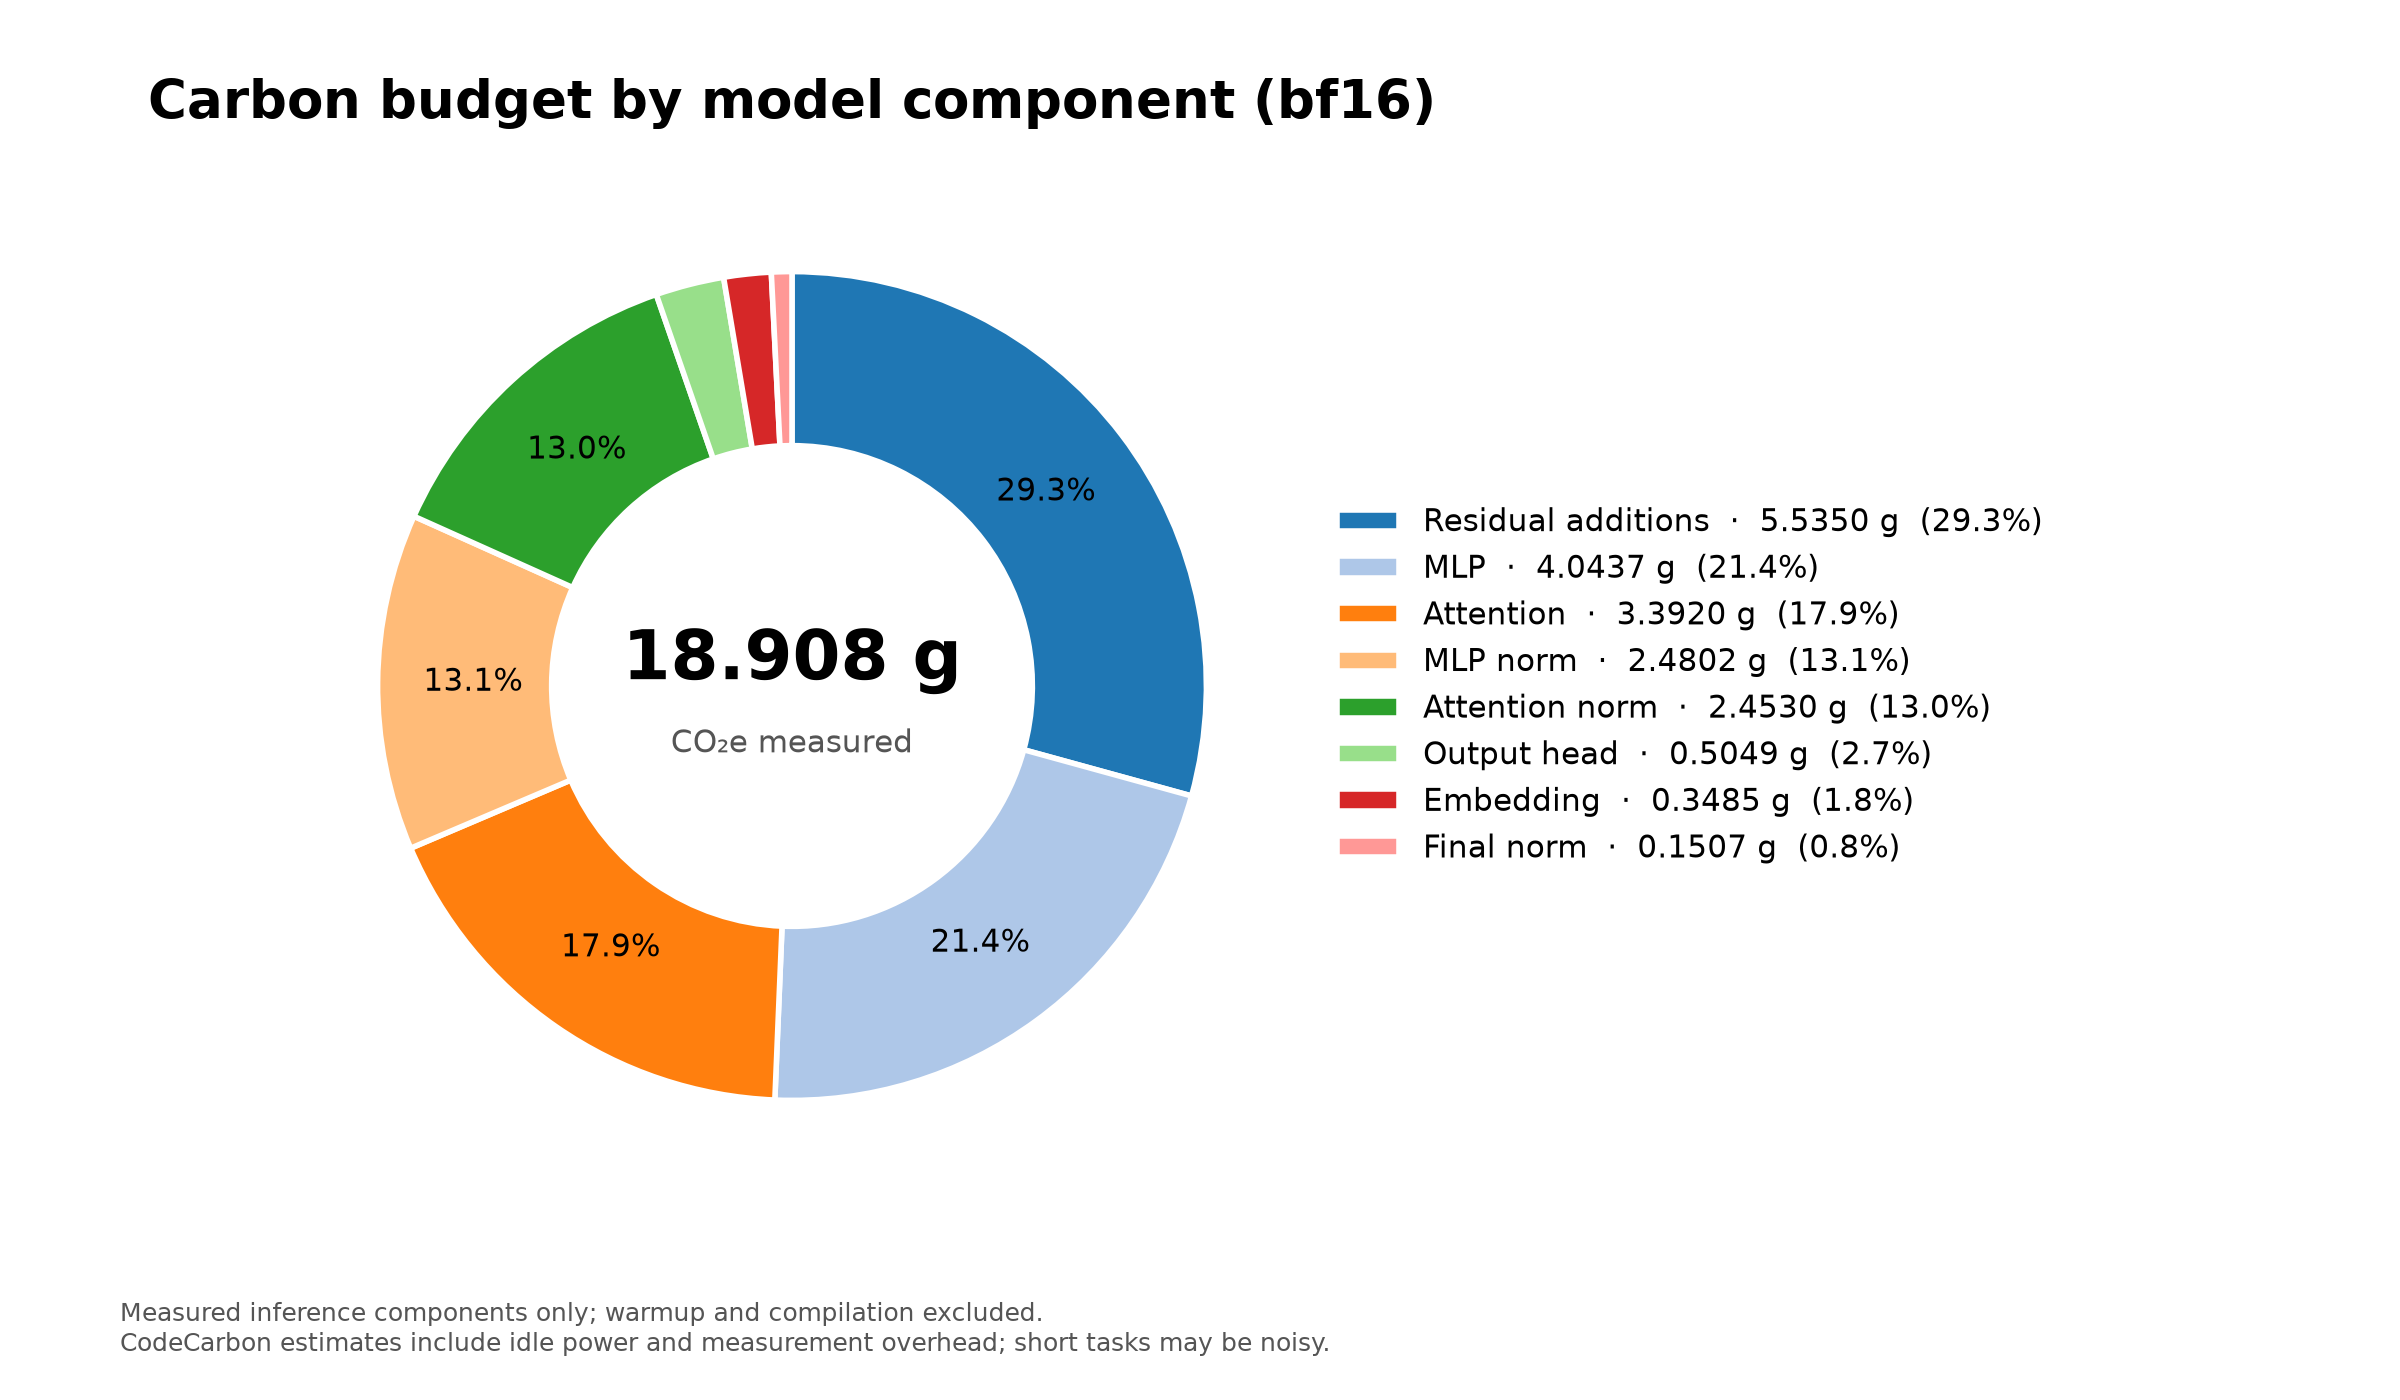 Carbon budget by model component (bf16)
29.3%
21.4%
17.9%
13.1%
13.0%
18.908 g
CO₂e measured
Residual additions · 5.5350 g (29.3%)
MLP · 4.0437 g (21.4%)
Attention · 3.3920 g (17.9%)
MLP norm · 2.4802 g (13.1%)
Attention norm · 2.4530 g (13.0%)
Output head · 0.5049 g (2.7%)
Embedding · 0.3485 g (1.8%)
Final norm · 0.1507 g (0.8%)
Measured inference components only; warmup and compilation excluded.
CodeCarbon estimates include idle power and measurement overhead; short tasks may be noisy.